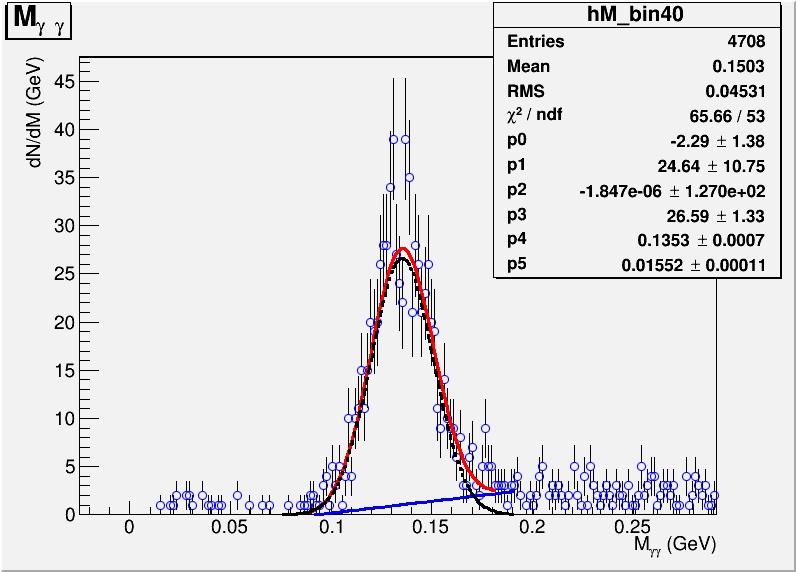 Mγ γ
hM_bin40
Entries 4708
Mean 0.1503
RMS 0.04531
χ² / ndf 65.66 / 53
p0 -2.29 ± 1.38
p1 24.64 ± 10.75
p2 -1.847e-06 ± 1.270e+02
p3 26.59 ± 1.33
p4 0.1353 ± 0.0007
p5 0.01552 ± 0.00011
dN/dM (GeV)
45
40
35
30
25
20
15
10
5
0
0 0.05 0.1 0.15 0.2 0.25
Mγγ (GeV)